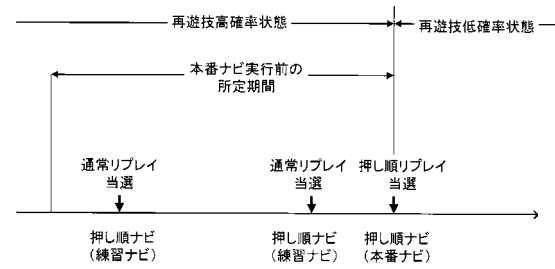 再遊技高確率状態
再遊技低確率状態
本番ナビ実行前の
所定期間
通常リプレイ
当選
通常リプレイ
当選
押し順リプレイ
当選
押し順ナビ
(練習ナビ)
押し順ナビ
(練習ナビ)
押し順ナビ
(本番ナビ)